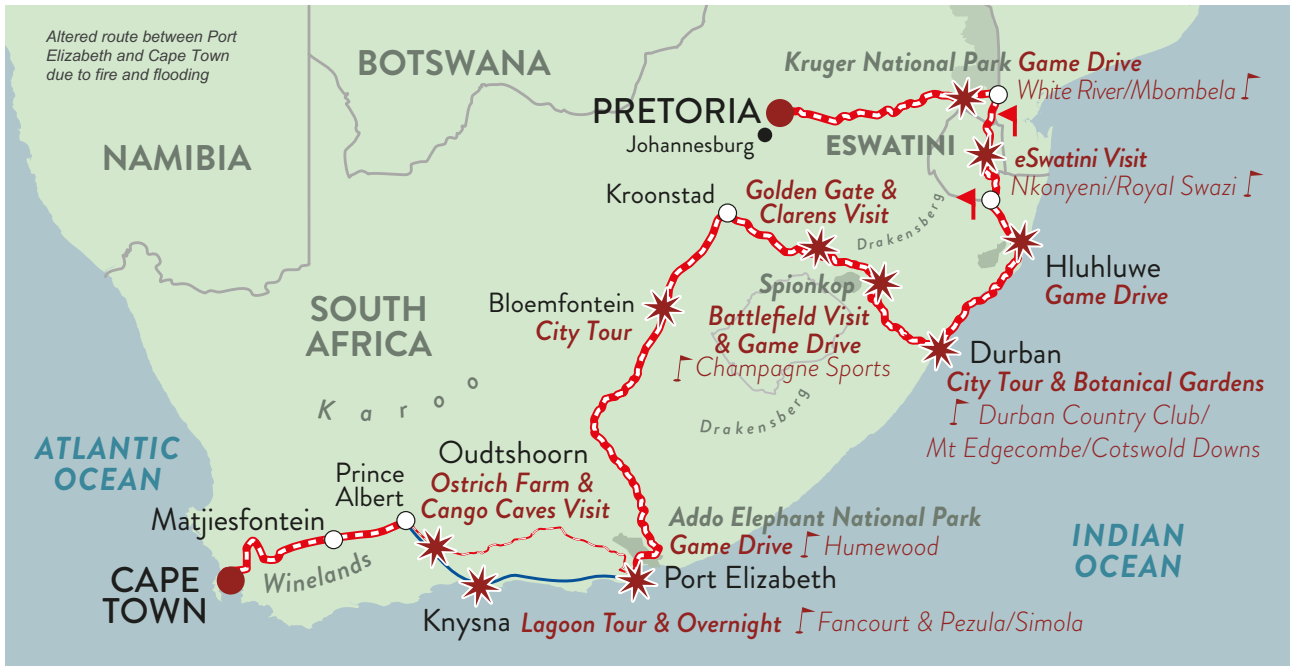 Altered route between Port
Elizabeth and Cape Town
due to fire and flooding
BOTSWANA
NAMIBIA
Kruger National Park Game Drive
White River/Mbombela
PRETORIA
Johannesburg
ESWATINI
eSwatini Visit
Nkonyeni/Royal Swazi
Kroonstad
Golden Gate &
Clarens Visit
Drakensberg
Hluhluwe
Game Drive
SOUTH
AFRICA
Bloemfontein
City Tour
Spionkop
Battlefield Visit
& Game Drive
Champagne Sports
Durban
City Tour & Botanical Gardens
Durban Country Club/
Mt Edgecombe/Cotswold Downs
Drakensberg
Karoo
ATLANTIC
OCEAN
Prince
Albert
Oudtshoorn
Ostrich Farm &
Cango Caves Visit
Matjiesfontein
Winelands
CAPE
TOWN
Addo Elephant National Park
Game Drive Humewood
Port Elizabeth
INDIAN
OCEAN
Knysna Lagoon Tour & Overnight Fancourt & Pezula/Simola